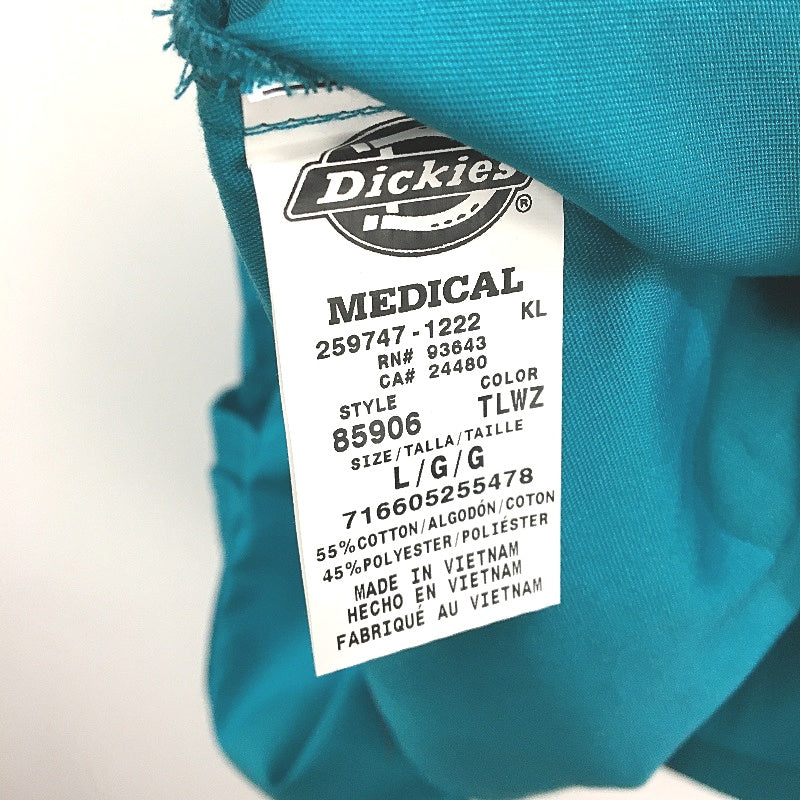 Dickies®
MEDICAL
259747-1222 KL
RN# 93643
CA# 24480
STYLE COLOR
85906 TLWZ
SIZE/TALLA/TAILLE
L/G/G
716605255478
55%COTTON/ALGODÓN/COTON
45%POLYESTER/POLIÉSTER
MADE IN VIETNAM
HECHO EN VIETNAM
FABRIQUÉ AU VIETNAM